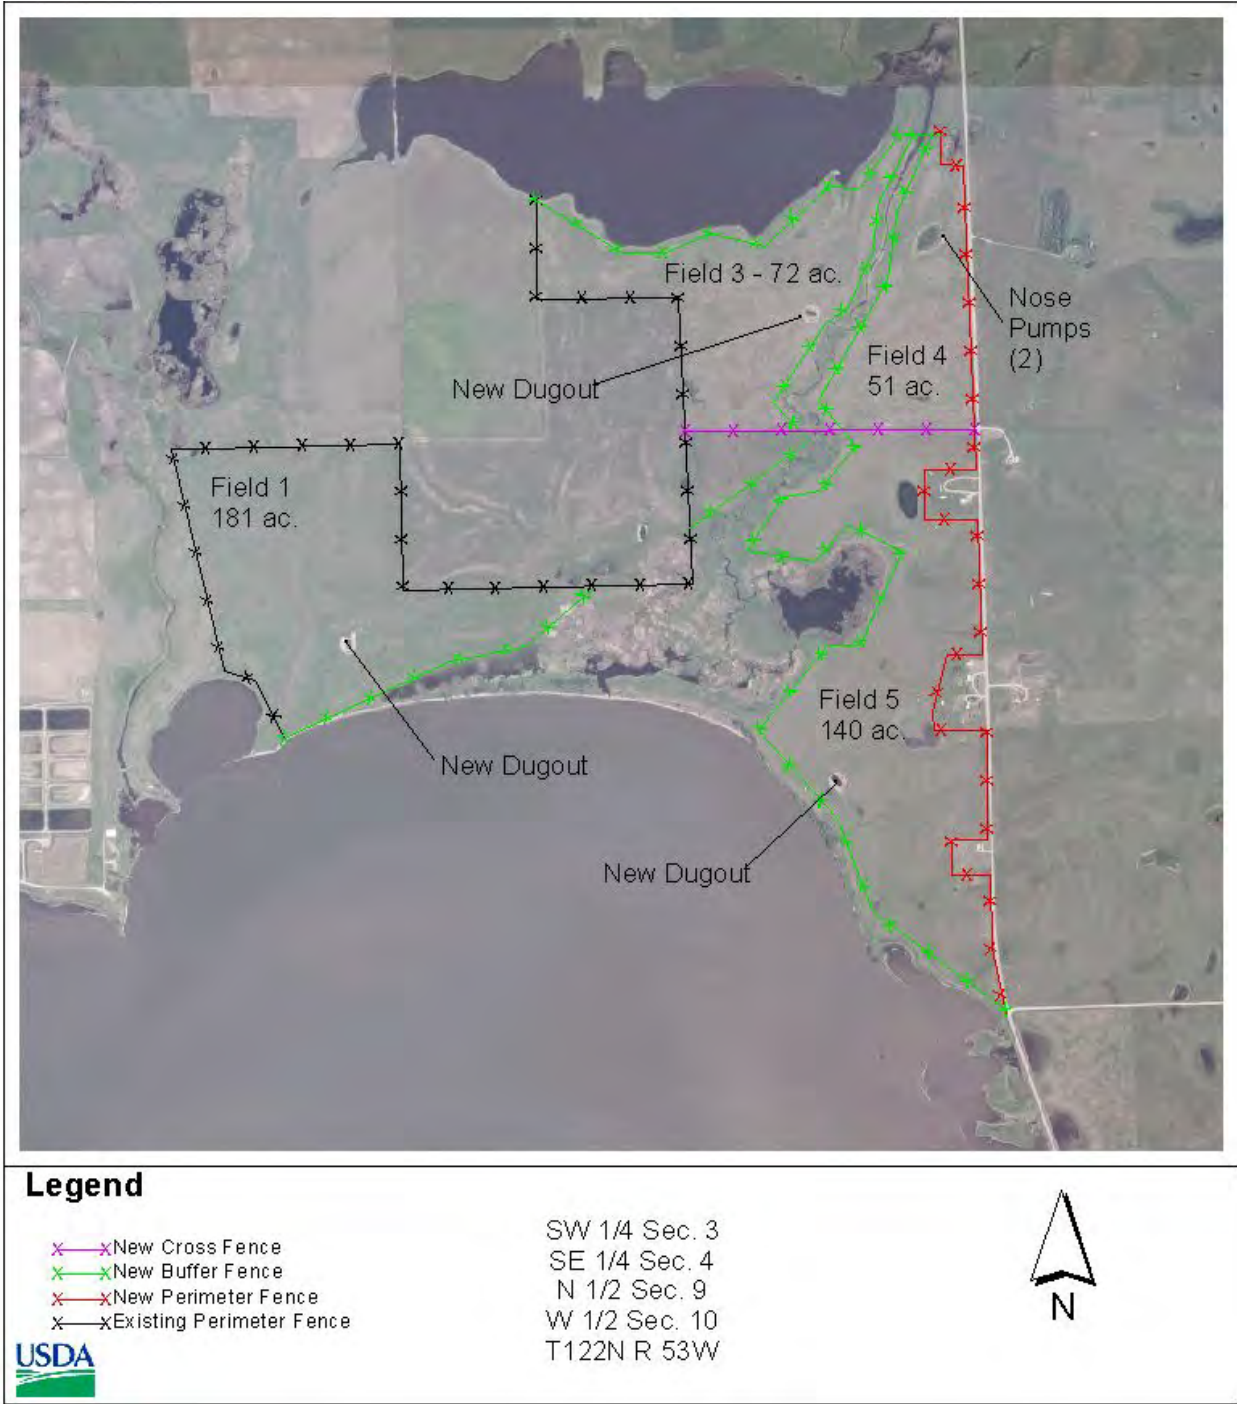 Field 3 - 72 ac.
Nose
Pumps
(2)
Field 4
51 ac.
New Dugout
Field 1
181 ac.
Field 5
140 ac.
New Dugout
New Dugout
Legend
New Cross Fence
New Buffer Fence
New Perimeter Fence
Existing Perimeter Fence
SW 1/4 Sec. 3
SE 1/4 Sec. 4
N 1/2 Sec. 9
W 1/2 Sec. 10
T122N R 53W
N
USDA